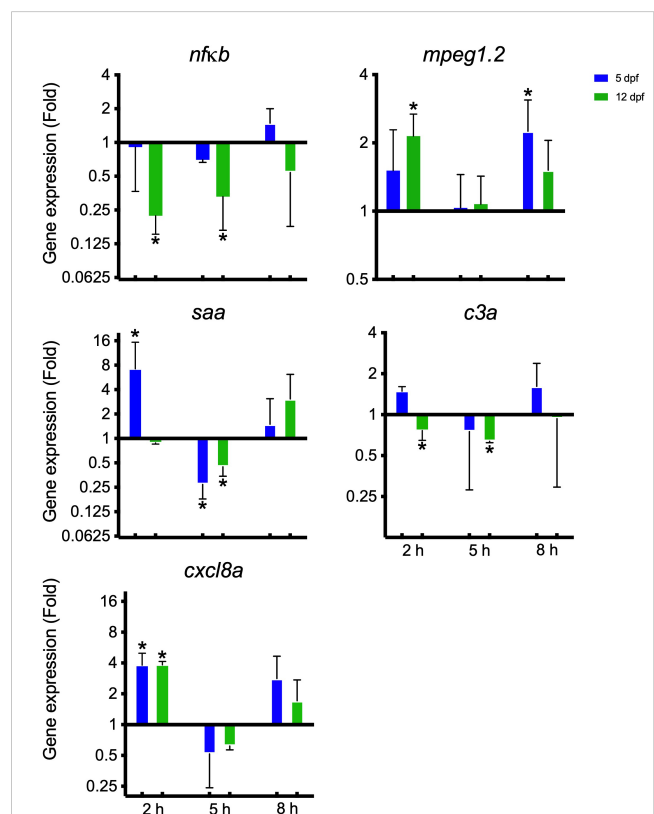 nfκb
Gene expression (Fold)
4
2
1
0.5
0.25
0.125
0.0625
*
*
mpeg1.2
4
2
1
0.5
*
*
5 dpf
12 dpf
saa
Gene expression (Fold)
16
8
4
2
1
0.5
0.25
0.125
0.0625
*
*
*
c3a
4
2
1
0.5
0.25
*
*
2 h
5 h
8 h
cxcl8a
Gene expression (Fold)
16
8
4
2
1
0.5
0.25
*
*
2 h
5 h
8 h